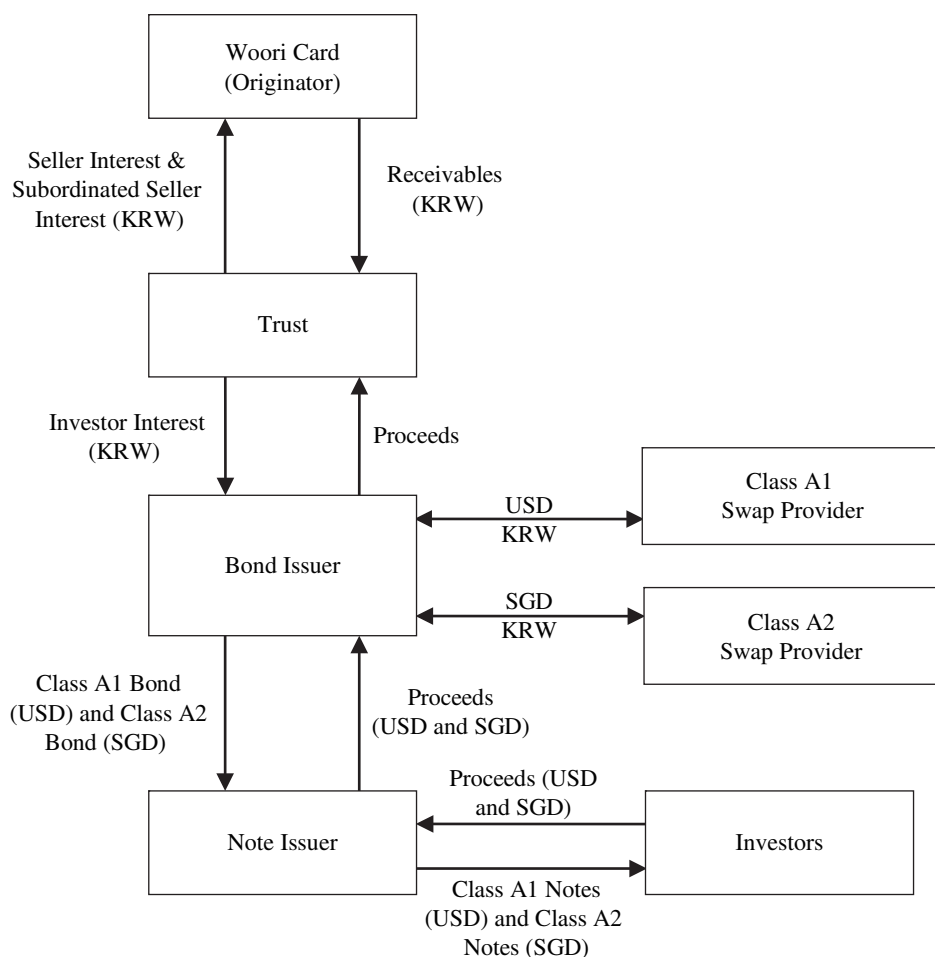 Woori Card
(Originator)
Seller Interest &
Subordinated Seller
Interest (KRW)
Receivables
(KRW)
Trust
Investor Interest
(KRW)
Proceeds
Bond Issuer
USD
KRW
Class A1
Swap Provider
SGD
KRW
Class A2
Swap Provider
Class A1 Bond
(USD) and Class A2
Bond (SGD)
Proceeds
(USD and SGD)
Note Issuer
Proceeds (USD
and SGD)
Investors
Class A1 Notes
(USD) and Class A2
Notes (SGD)